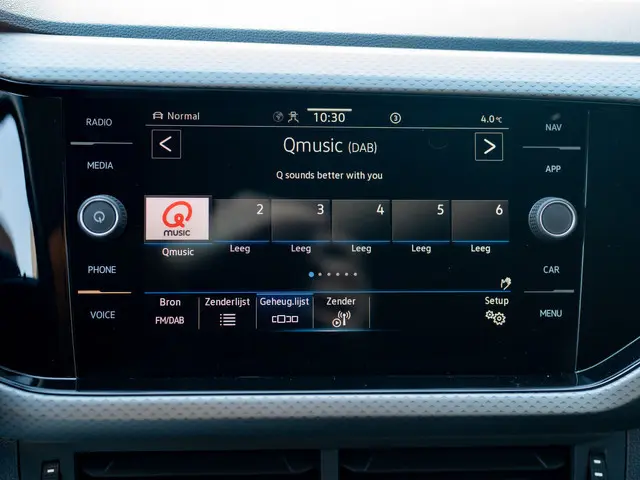 RADIO
MEDIA
PHONE
VOICE
Normal
10:30
3
4.0°C
Qmusic (DAB)
Q sounds better with you
Q
MUSIC
2
3
4
5
6
Qmusic
Leeg
Leeg
Leeg
Leeg
Leeg
Bron
FM/DAB
Zenderlijst
Geheug.lijst
Zender
Setup
NAV
APP
CAR
MENU